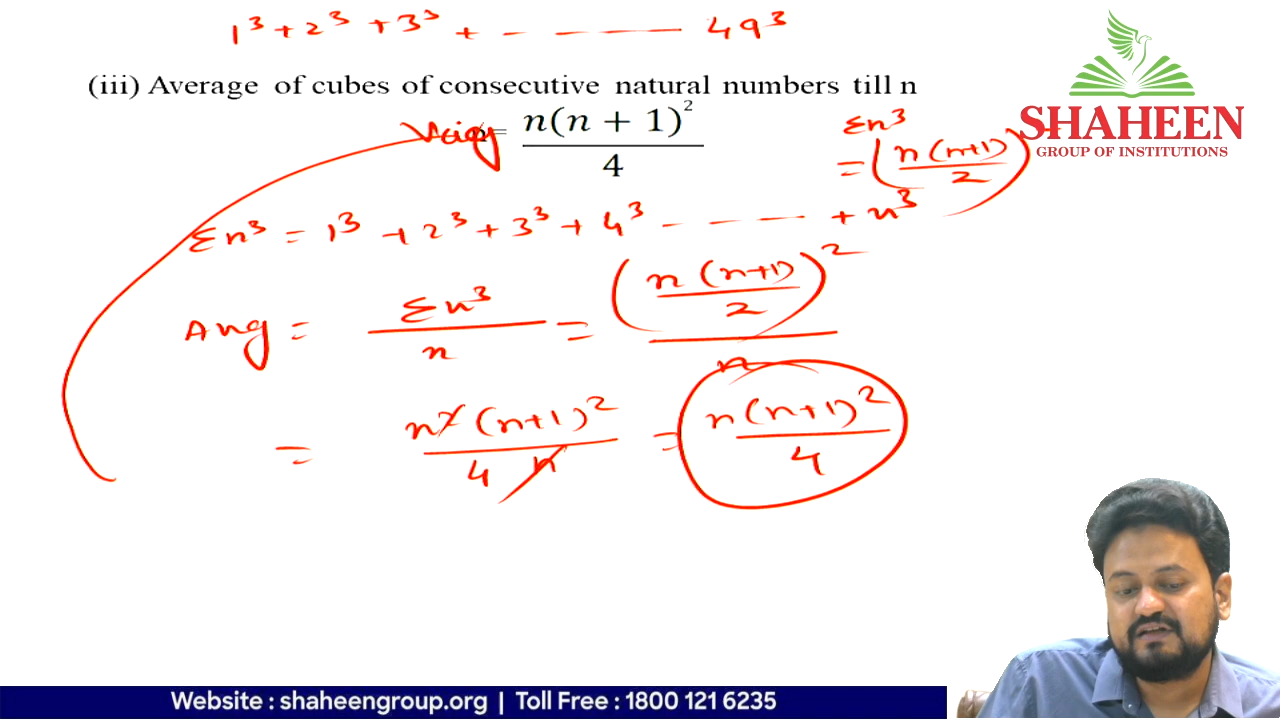 1³ + 2³ + 3³ + - — — — 49³
(iii) Average of cubes of consecutive natural numbers till n
= n(n + 1)² / 4
Σn³
= (n(n+1) / 2)
SHAHEEN
GROUP OF INSTITUTIONS
Σn³ = 1³ + 2³ + 3³ + 4³ - - — — + n³
Avg = Σn³ / n = (n(n+1) / 2)² / n
= n²(n+1)² / 4n = n(n+1)² / 4
Website : shaheengroup.org | Toll Free : 1800 121 6235